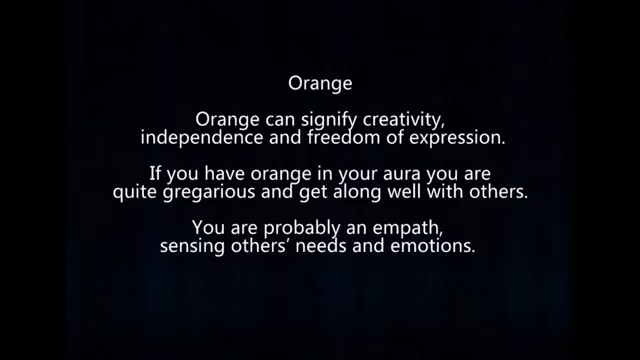 Orange
Orange can signify creativity,
independence and freedom of expression.
If you have orange in your aura you are
quite gregarious and get along well with others.
You are probably an empath,
sensing others’ needs and emotions.